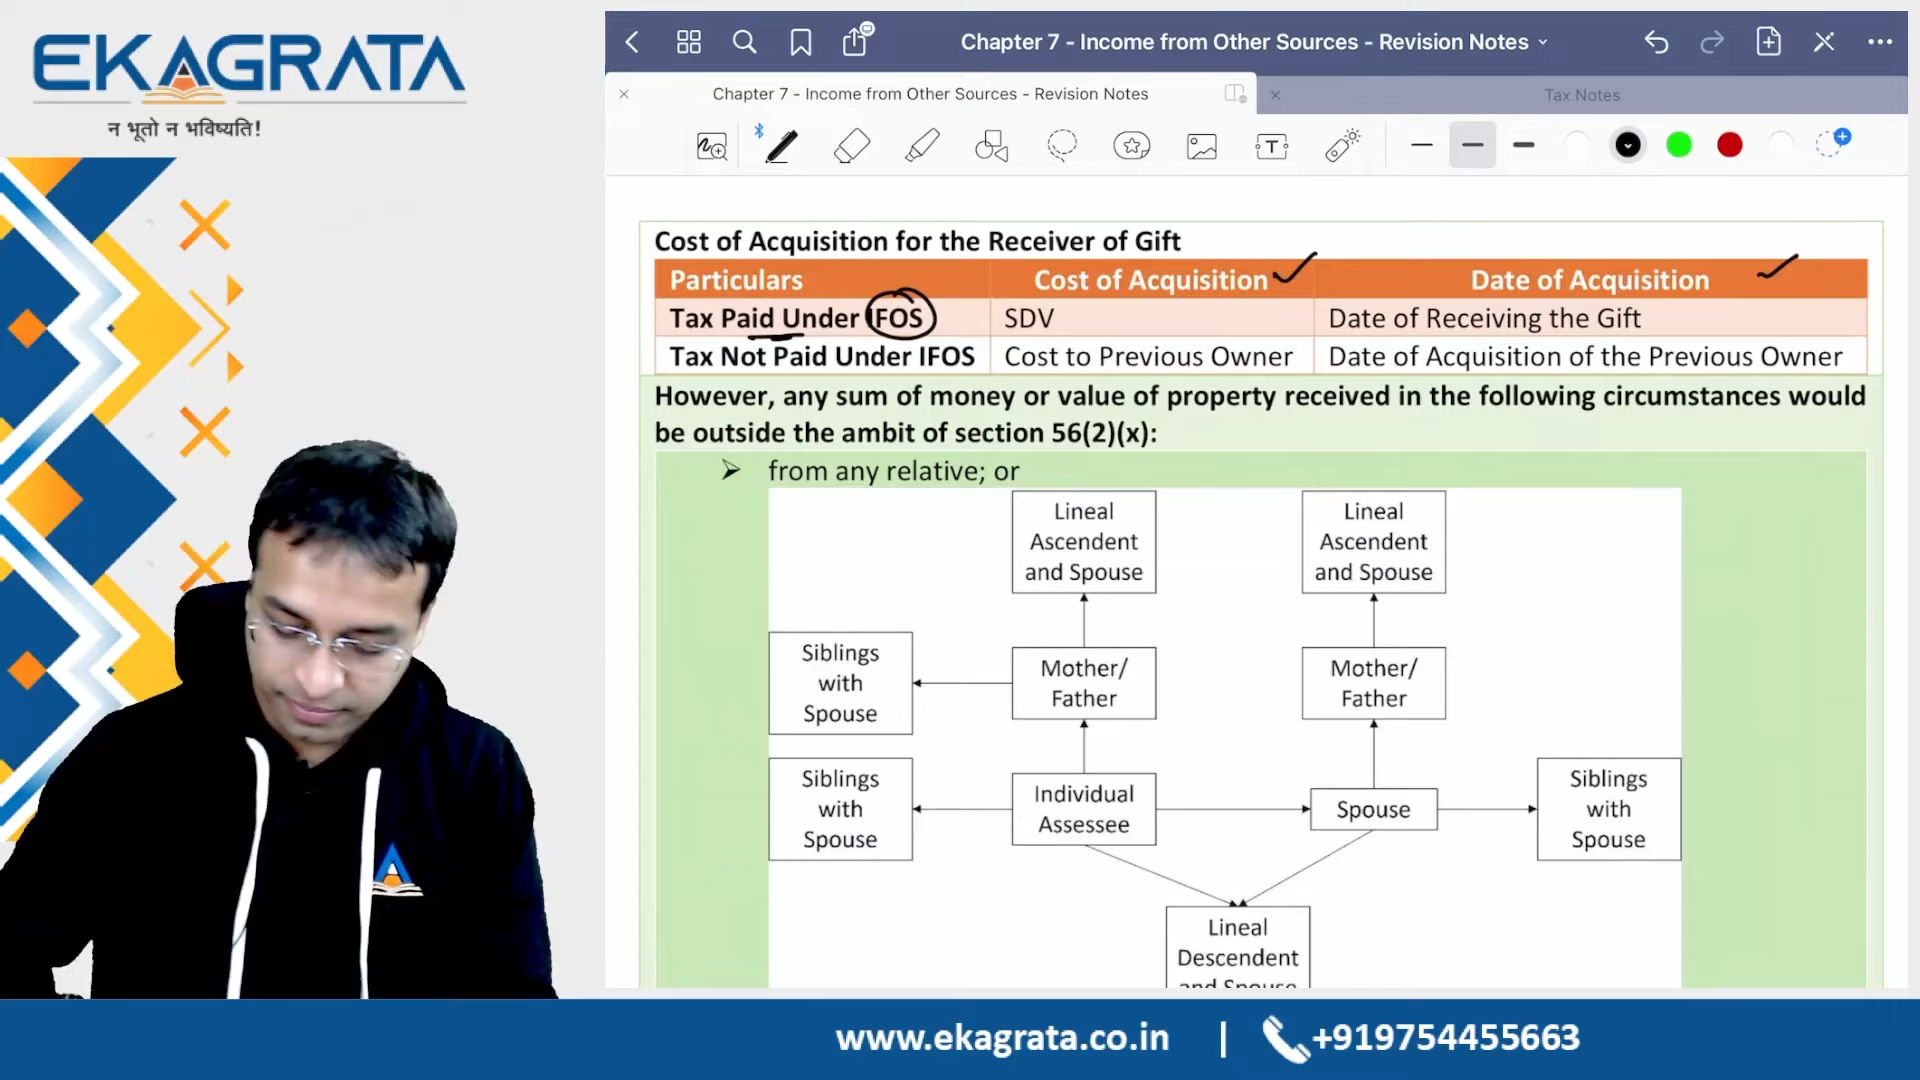 EKAGRATA
न भूतो न भविष्यति!
Chapter 7 - Income from Other Sources - Revision Notes
Chapter 7 - Income from Other Sources - Revision Notes
Tax Notes
Cost of Acquisition for the Receiver of Gift
Particulars Cost of Acquisition Date of Acquisition
Tax Paid Under IFOS SDV Date of Receiving the Gift
Tax Not Paid Under IFOS Cost to Previous Owner Date of Acquisition of the Previous Owner
However, any sum of money or value of property received in the following circumstances would
be outside the ambit of section 56(2)(x):
from any relative; or
Lineal
Ascendent
and Spouse
Lineal
Ascendent
and Spouse
Siblings
with
Spouse
Mother/
Father
Mother/
Father
Siblings
with
Spouse
Individual
Assessee
Spouse
Siblings
with
Spouse
Lineal
Descendent
and Spouse
www.ekagrata.co.in | +919754455663